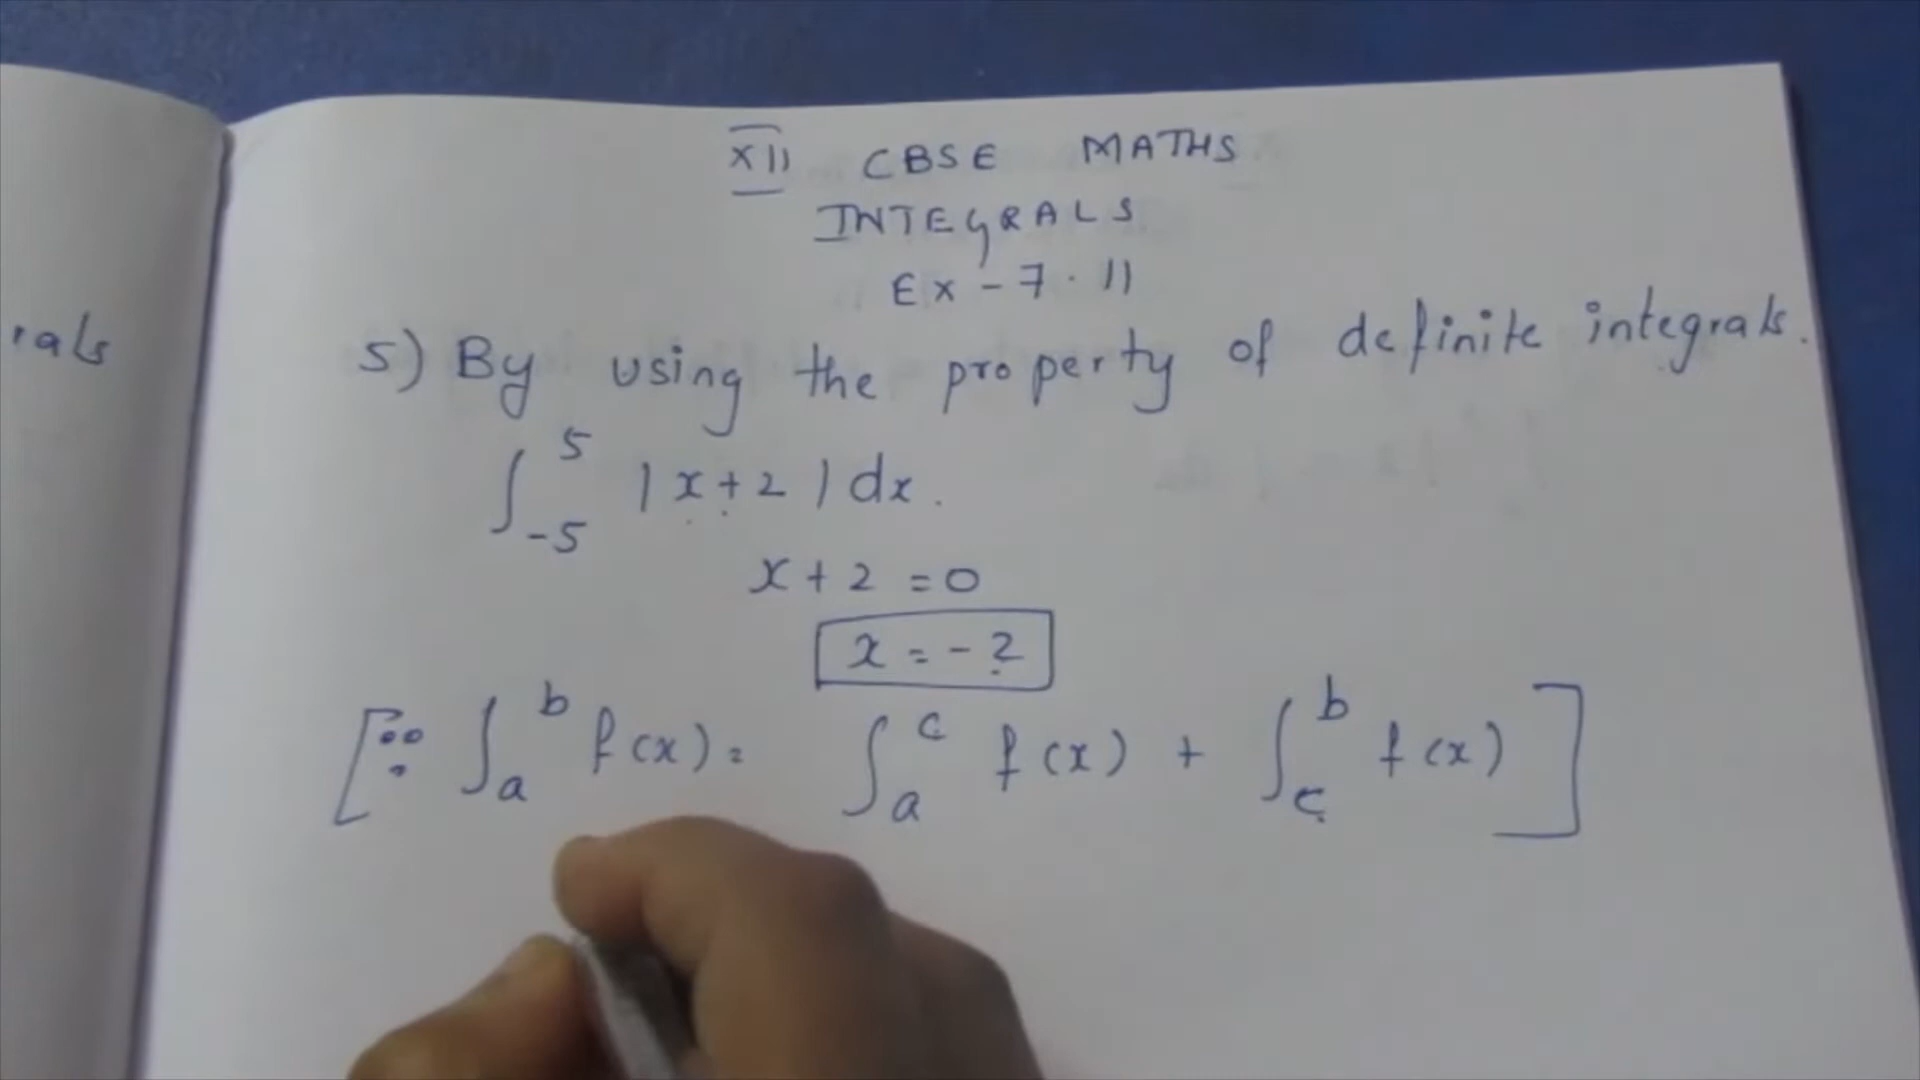 XII CBSE MATHS
INTEGRALS
Ex - 7.11
rals
5) By using the property of definite integrals.
∫_{-5}^{5} |x+2| dx.
x+2 = 0
x = -2
[∵ ∫_a^b f(x) = ∫_a^c f(x) + ∫_c^b f(x)]